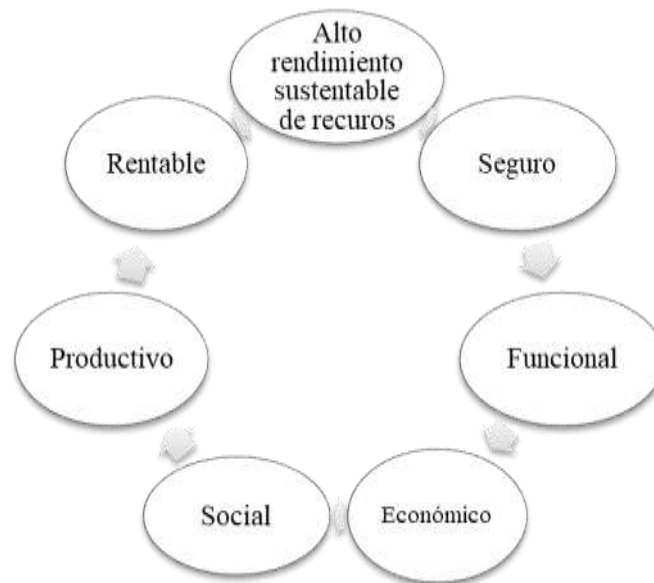 Alto
rendimiento
sustentable
de recuros
Seguro
Funcional
Económico
Social
Productivo
Rentable